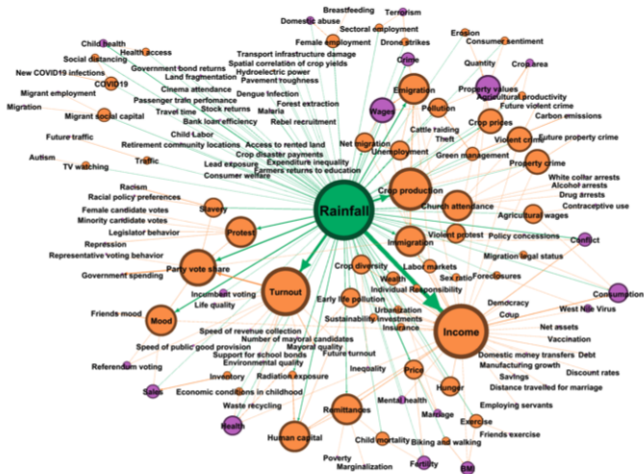 Breastfeeding
Terrorism
Domestic abuse
Sectoral employment
Erosion
Child health
Female employment
Drone strikes
Consumer sentiment
Health access
Social distancing
Transport infrastructure damage
Crime
Government bond returns
Spatial correlation of crop yields
Quantity
Crop area
New COVID19 infections
Land fragmentation
Hydroelectric power
Emigration
Property values
COVID19
Cinema attendance
Pavement toughness
Agricultural productivity
Migrant employment
Passenger train perfomance
Dengue infection
Future violent crime
Migration
Migrant social capital
Stock returns
Forest extraction
Wages
Pollution
Crop prices
Carbon emissions
Travel time
Malaria
Bank loan efficiency
Rebel recruitment
Cattle raiding
Future traffic
Child Labor
Theft
Violent crime
Future property crime
Retirement community locations
Access to rented land
Net migration
Unemployment
Green management
Autism
Traffic
Crop disaster payments
Property crime
TV watching
Lead exposure
Expenditure inequality
Consumer welfare
Farmers returns to education
White collar arrests
Racism
Crop production
Alcohol arrests
Racial policy preferences
Slavery
Rainfall
Church attendance
Drug arrests
Contraceptive use
Female candidate votes
Agricultural wages
Minority candidate votes
Protest
Legislator behavior
Violent protest
Policy concessions
Conflict
Repression
Immigration
Representative voting behavior
Migration legal status
Party vote share
Crop diversity
Labor markets
Government spending
Turnout
Wealth
Sex ratio
Foreclosures
Consumption
Incumbent voting
Individual Responsibility
Life quality
Early life pollution
Democracy
West Nile Virus
Friends mood
Mood
Urbanization
Coup
Sustainability
Investments
Speed of revenue collection
Insurance
Income
Net assets
Number of mayoral candidates
Vaccination
Speed of public good provision
Mayoral quality
Support for school bonds
Future turnout
Domestic money transfers
Debt
Referendum voting
Environmental quality
Inequality
Price
Manufacturing growth
Inventory
Radiation exposure
Savings
Discount rates
Sales
Economic conditions in childhood
Mental health
Hunger
Distance travelled for marriage
Waste recycling
Remittances
Marriage
Employing servants
Health
Exercise
Human capital
Child mortality
Biking and walking
Friends exercise
Poverty
Marginalization
Fertility
BMI